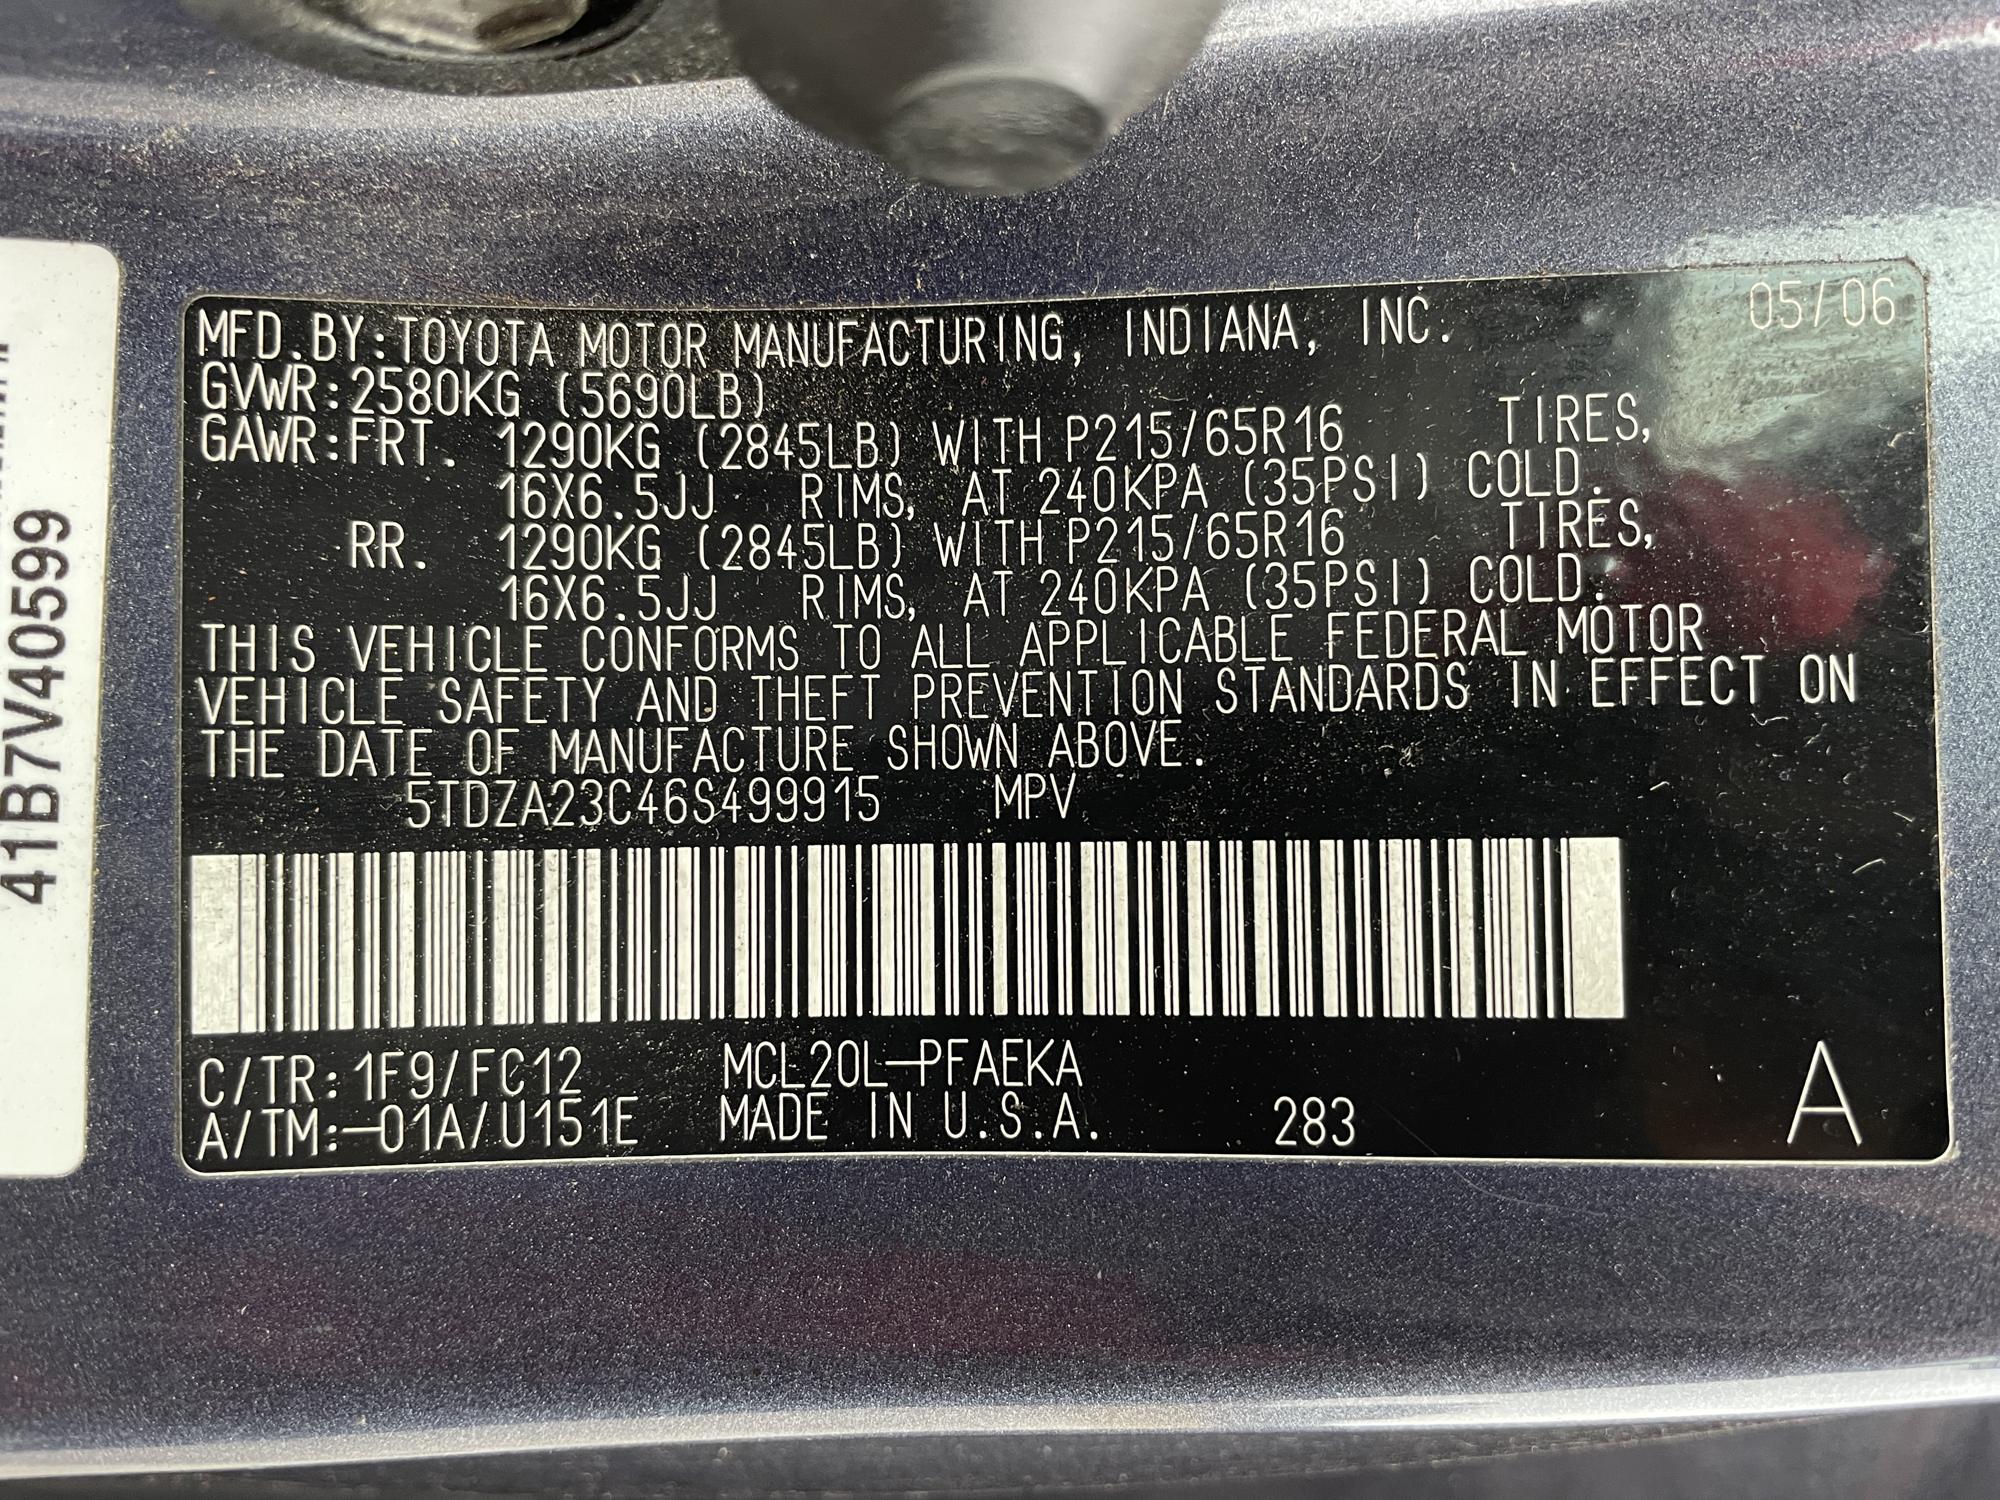 MFD.BY:TOYOTA MOTOR MANUFACTURING, INDIANA, INC. 05/06
GVWR:2580KG (5690LB)
GAWR:FRT. 1290KG (2845LB) WITH P215/65R16 TIRES,
16X6.5JJ RIMS, AT 240KPA (35PSI) COLD.
RR. 1290KG (2845LB) WITH P215/65R16 TIRES,
16X6.5JJ RIMS, AT 240KPA (35PSI) COLD.
THIS VEHICLE CONFORMS TO ALL APPLICABLE FEDERAL MOTOR
VEHICLE SAFETY AND THEFT PREVENTION STANDARDS IN EFFECT ON
THE DATE OF MANUFACTURE SHOWN ABOVE.
5TDZA23C46S499915 MPV
C/TR:1F9/FC12 MCL20L-PFAEKA
A/TM:-01A/U151E MADE IN U.S.A. 283 A
41B7V40599